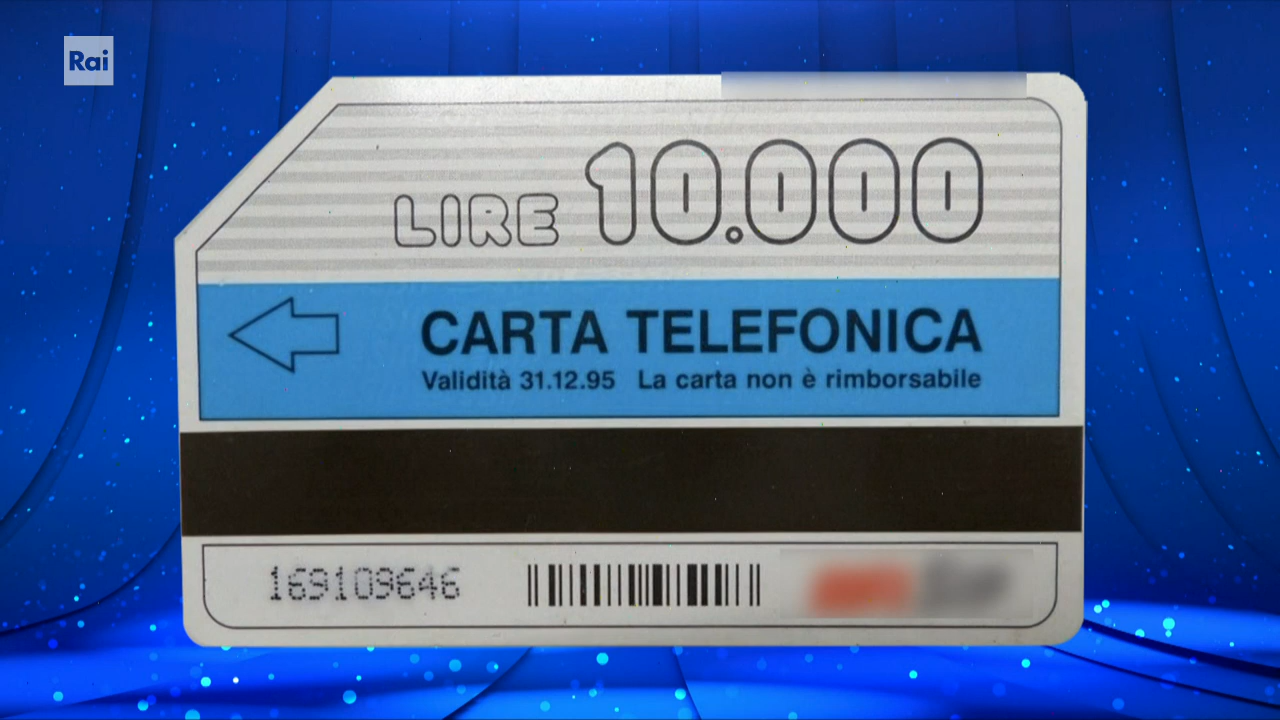 Rai
LIRE 10.000
CARTA TELEFONICA
Validità 31.12.95 La carta non è rimborsabile
169109646